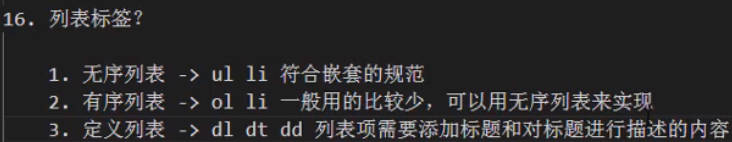 16. 列表标签?
1. 无序列表 -> ul li 符合嵌套的规范
2. 有序列表 -> ol li 一般用的比较少，可以用无序列表来实现
3. 定义列表 -> dl dt dd 列表项需要添加标题和对标题进行描述的内容